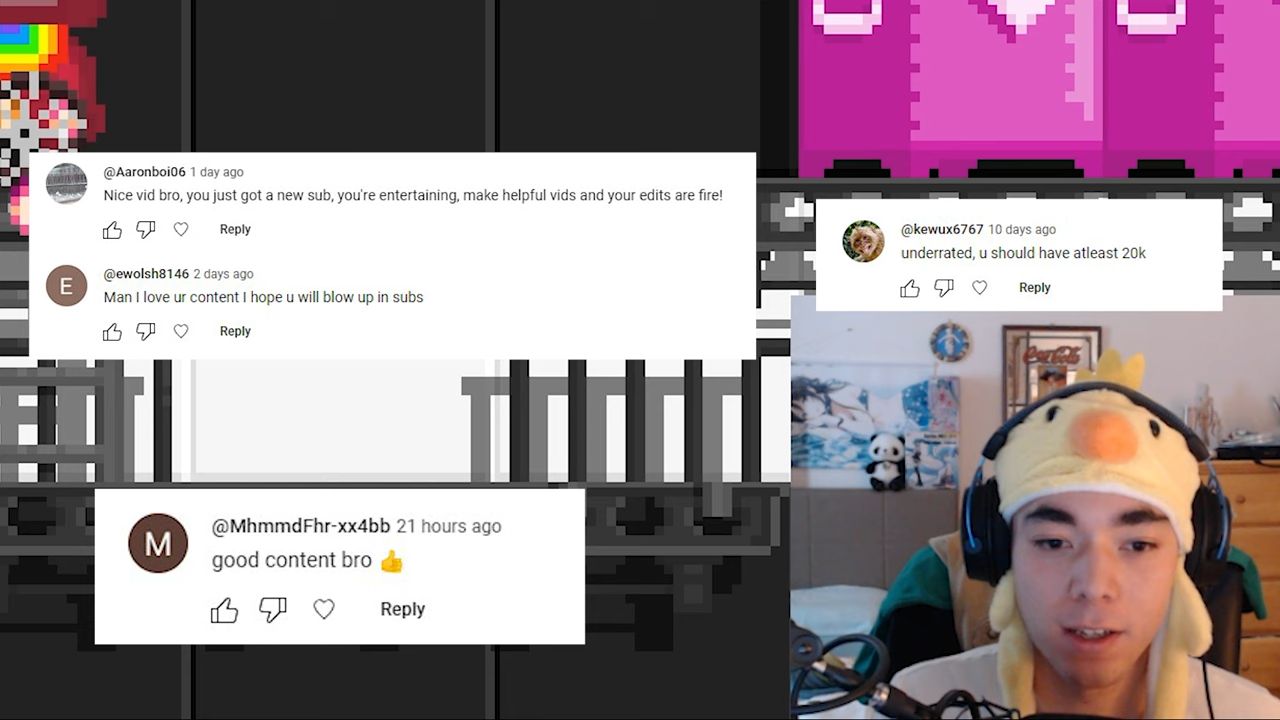 @Aaronboi06 1 day ago
Nice vid bro, you just got a new sub, you're entertaining, make helpful vids and your edits are fire!
Reply
E
@ewolsh8146 2 days ago
Man I love ur content I hope u will blow up in subs
Reply
@kewux6767 10 days ago
underrated, u should have atleast 20k
Reply
Coca-Cola
M
@MhmmdFhr-xx4bb 21 hours ago
good content bro 👍
Reply